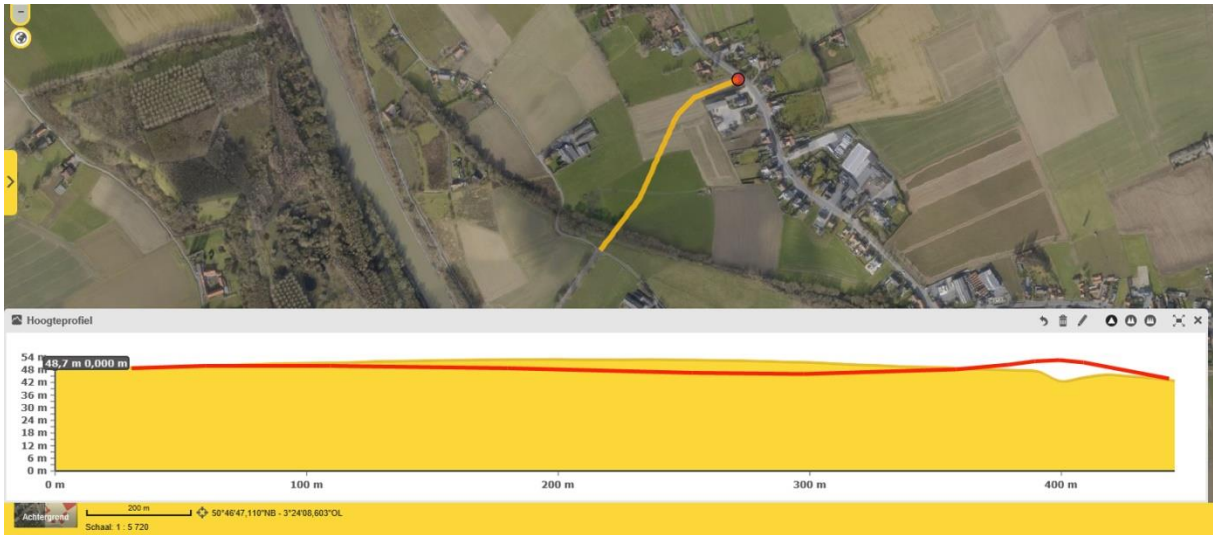 Hoogteprofiel
54 m
48,7 m 0,000 m
48 m
42 m
36 m
30 m
24 m
18 m
12 m
6 m
0 m
0 m 100 m 200 m 300 m 400 m
Achtergrond
200 m
50°46'47,110"NB - 3°24'08,603"OL
Schaal: 1 : 5 720